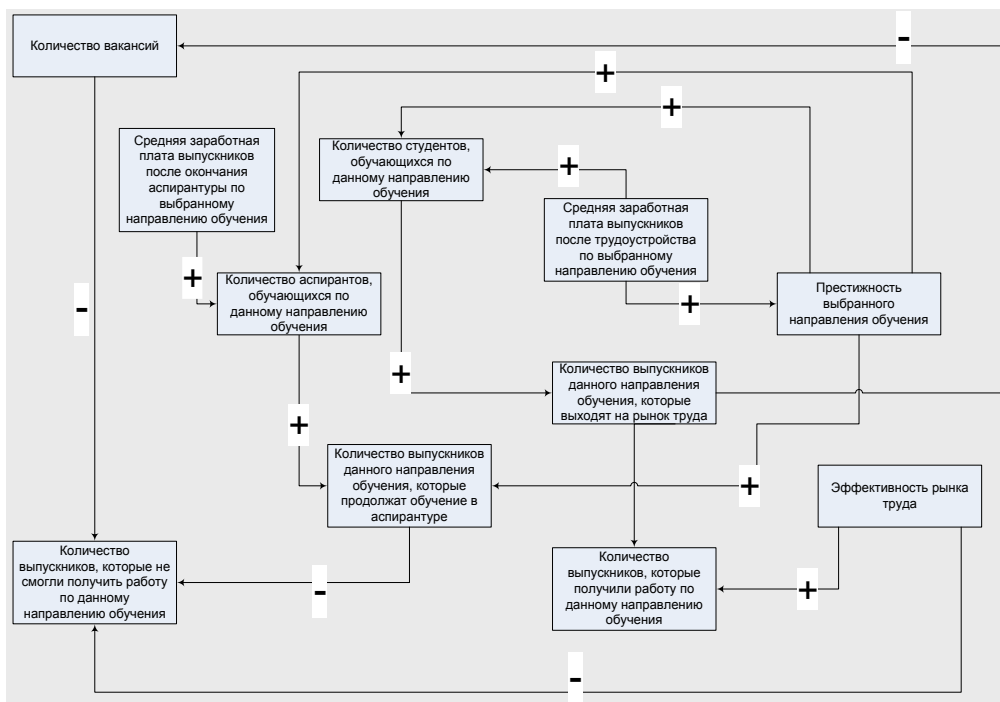 Количество вакансий
-
+
+
Средняя заработная
плата выпускников
после окончания
аспирантуры по
выбранному
направлению обучения
Количество студентов,
обучающихся по
данному направлению
обучения
+
Средняя заработная
плата выпускников
после трудоустройства
по выбранному
направлению обучения
+
Количество аспирантов,
обучающихся по
данному направлению
обучения
+
Престижность
выбранного
направления обучения
-
+
Количество выпускников
данного направления
обучения, которые
выходят на рынок труда
+
Количество выпускников
данного направления
обучения, которые
продолжат обучение в
аспирантуре
+
Эффективность рынка
труда
Количество
выпускников, которые не
смогли получить работу
по данному
направлению обучения
-
Количество
выпускников, которые
получили работу по
данному направлению
обучения
+
-